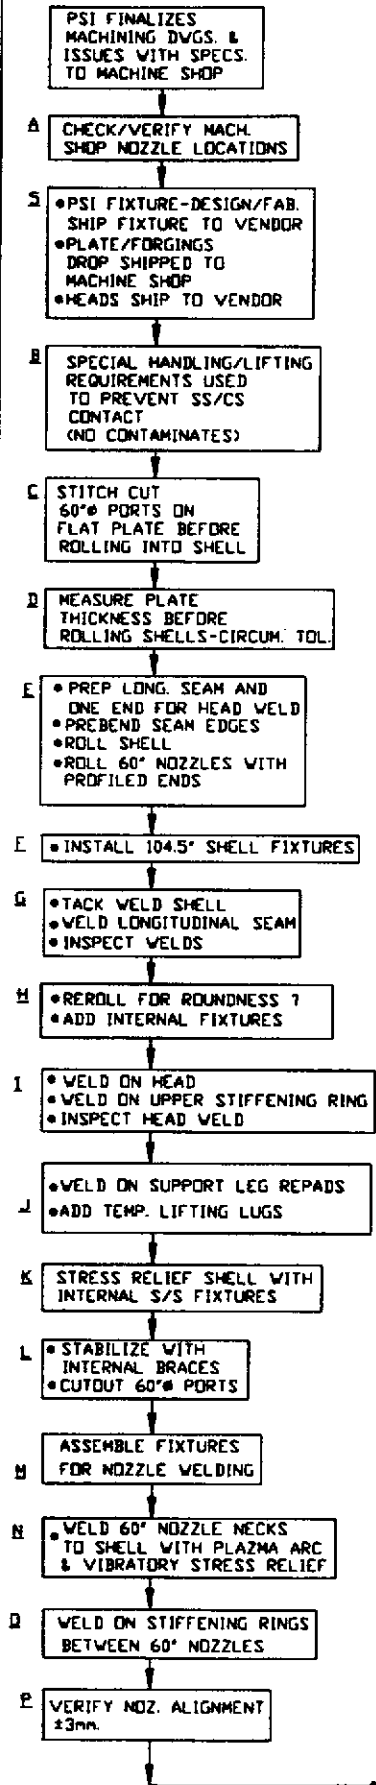 PSI FINALIZES
MACHINING DWGS. &
ISSUES WITH SPECS.
TO MACHINE SHOP
A
CHECK/VERIFY MACH.
SHOP NOZZLE LOCATIONS
S
•PSI FIXTURE-DESIGN/FAB.
SHIP FIXTURE TO VENDOR
•PLATE/FORGINGS
DROP SHIPPED TO
MACHINE SHOP
•HEADS SHIP TO VENDOR
B
SPECIAL HANDLING/LIFTING
REQUIREMENTS USED
TO PREVENT SS/CS
CONTACT
(NO CONTAMINATES)
C
STITCH CUT
60"ø PORTS ON
FLAT PLATE BEFORE
ROLLING INTO SHELL
D
MEASURE PLATE
THICKNESS BEFORE
ROLLING SHELLS-CIRCUM. TOL.
E
• PREP LONG. SEAM AND
ONE END FOR HEAD WELD
• PREBEND SEAM EDGES
• ROLL SHELL
• ROLL 60" NOZZLES WITH
PROFILED ENDS
F
• INSTALL 104.5" SHELL FIXTURES
G
• TACK WELD SHELL
• WELD LONGITUDINAL SEAM
• INSPECT WELDS
H
• REROLL FOR ROUNDNESS ?
• ADD INTERNAL FIXTURES
I
• WELD ON HEAD
• WELD ON UPPER STIFFENING RING
• INSPECT HEAD WELD
•WELD ON SUPPORT LEG REPADS
J
•ADD TEMP. LIFTING LUGS
K
STRESS RELIEF SHELL WITH
INTERNAL S/S FIXTURES
L
• STABILIZE WITH
INTERNAL BRACES
•CUTOUT 60"ø PORTS
ASSEMBLE FIXTURES
M
FOR NOZZLE WELDING
N
• WELD 60" NOZZLE NECKS
TO SHELL WITH PLAZMA ARC
& VIBRATORY STRESS RELIEF
O
WELD ON STIFFENING RINGS
BETWEEN 60" NOZZLES
P
VERIFY NOZ. ALIGNMENT
±3mm.